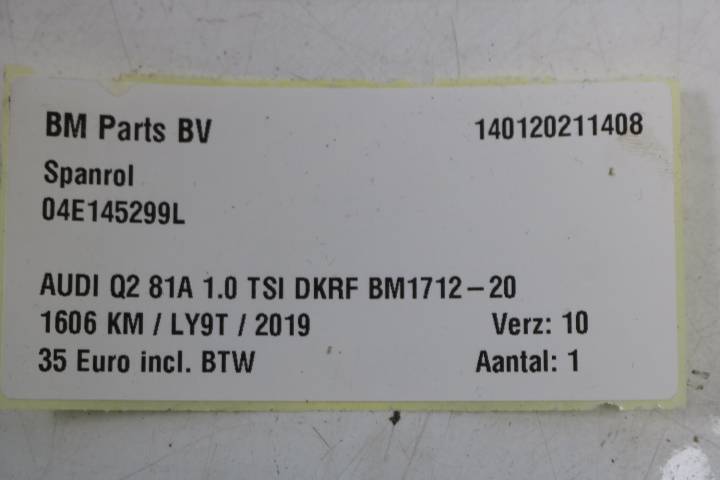 BM Parts BV 140120211408
Spanrol
04E145299L
AUDI Q2 81A 1.0 TSI DKRF BM1712-20
1606 KM / LY9T / 2019 Verz: 10
35 Euro incl. BTW Aantal: 1